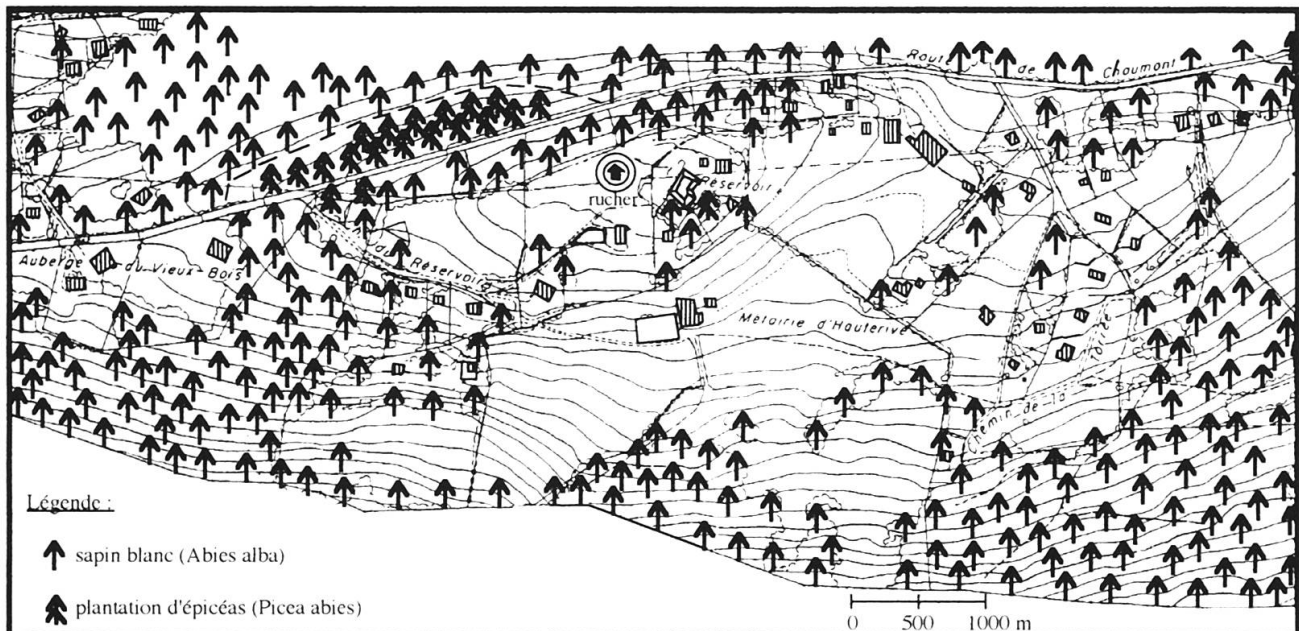 Route de Chaumont
rucher
Réservoir
Auberge du Vieux-Bois
du Réservoir
Métairie d'Hauterive
Chemin de la Tour
Légende :
sapin blanc (Abies alba)
plantation d'épicéas (Picea abies)
0 500 1000 m